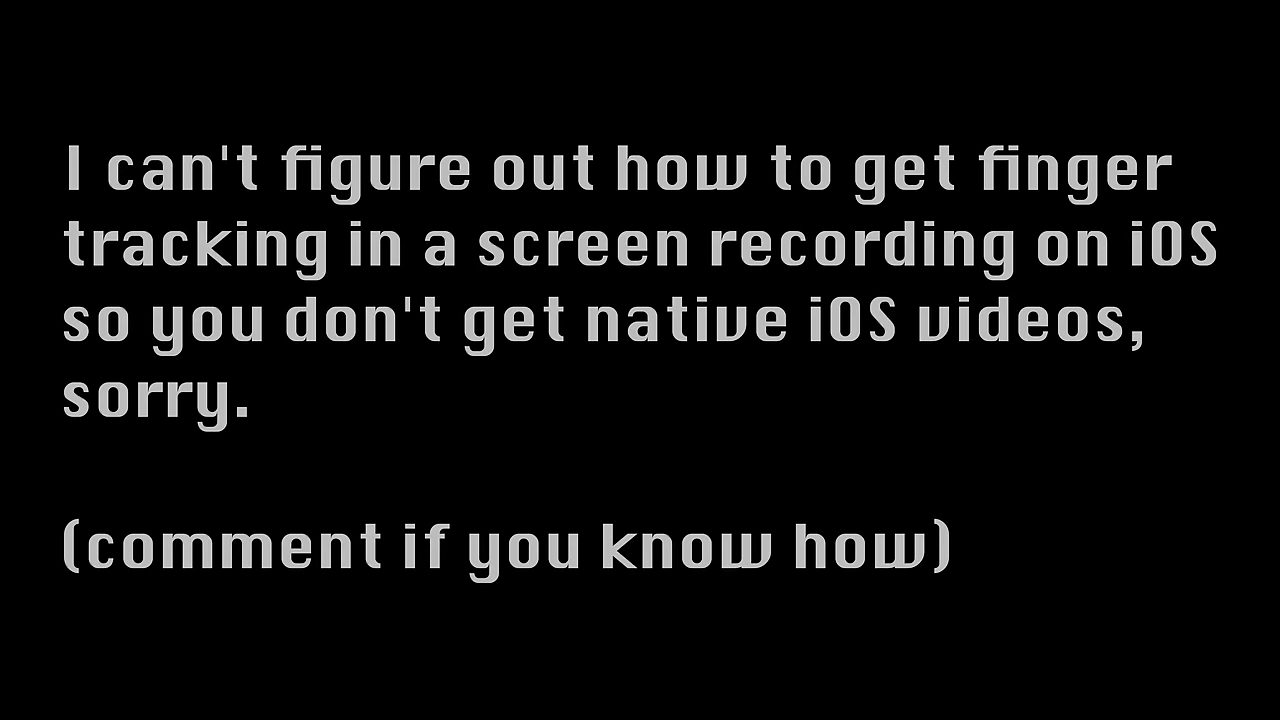 I can't figure out how to get finger
tracking in a screen recording on iOS
so you don't get native iOS videos,
sorry.
(comment if you know how)